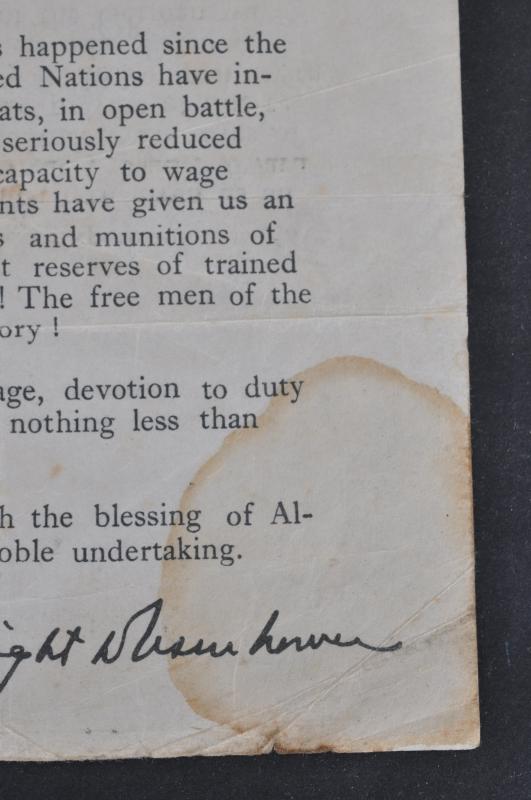 s happened since the
ed Nations have in-
ats, in open battle,
seriously reduced
capacity to wage
nts have given us an
s and munitions of
t reserves of trained
! The free men of the
ory !
age, devotion to duty
nothing less than
h the blessing of Al-
oble undertaking.
ight D Eisenhower